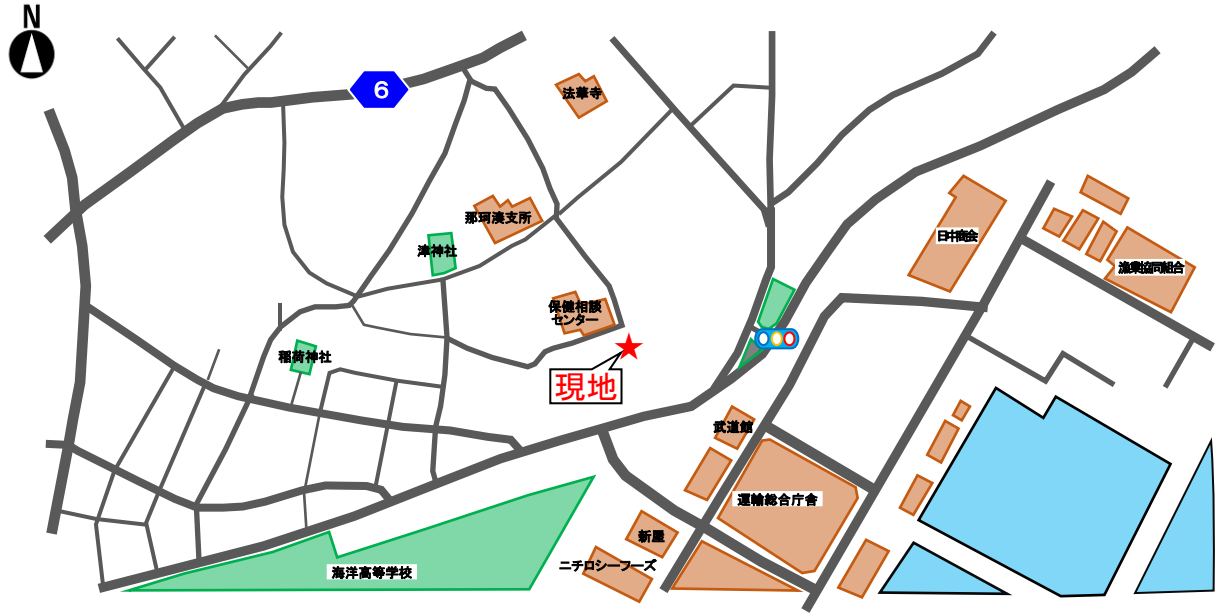 N
6
法華寺
那珂湊支所
津神社
日中商会
漁業協同組合
保健相談
センター
稲荷神社
現地
武道館
運輸総合庁舎
新屋
ニチロシーフーズ
海洋高等学校